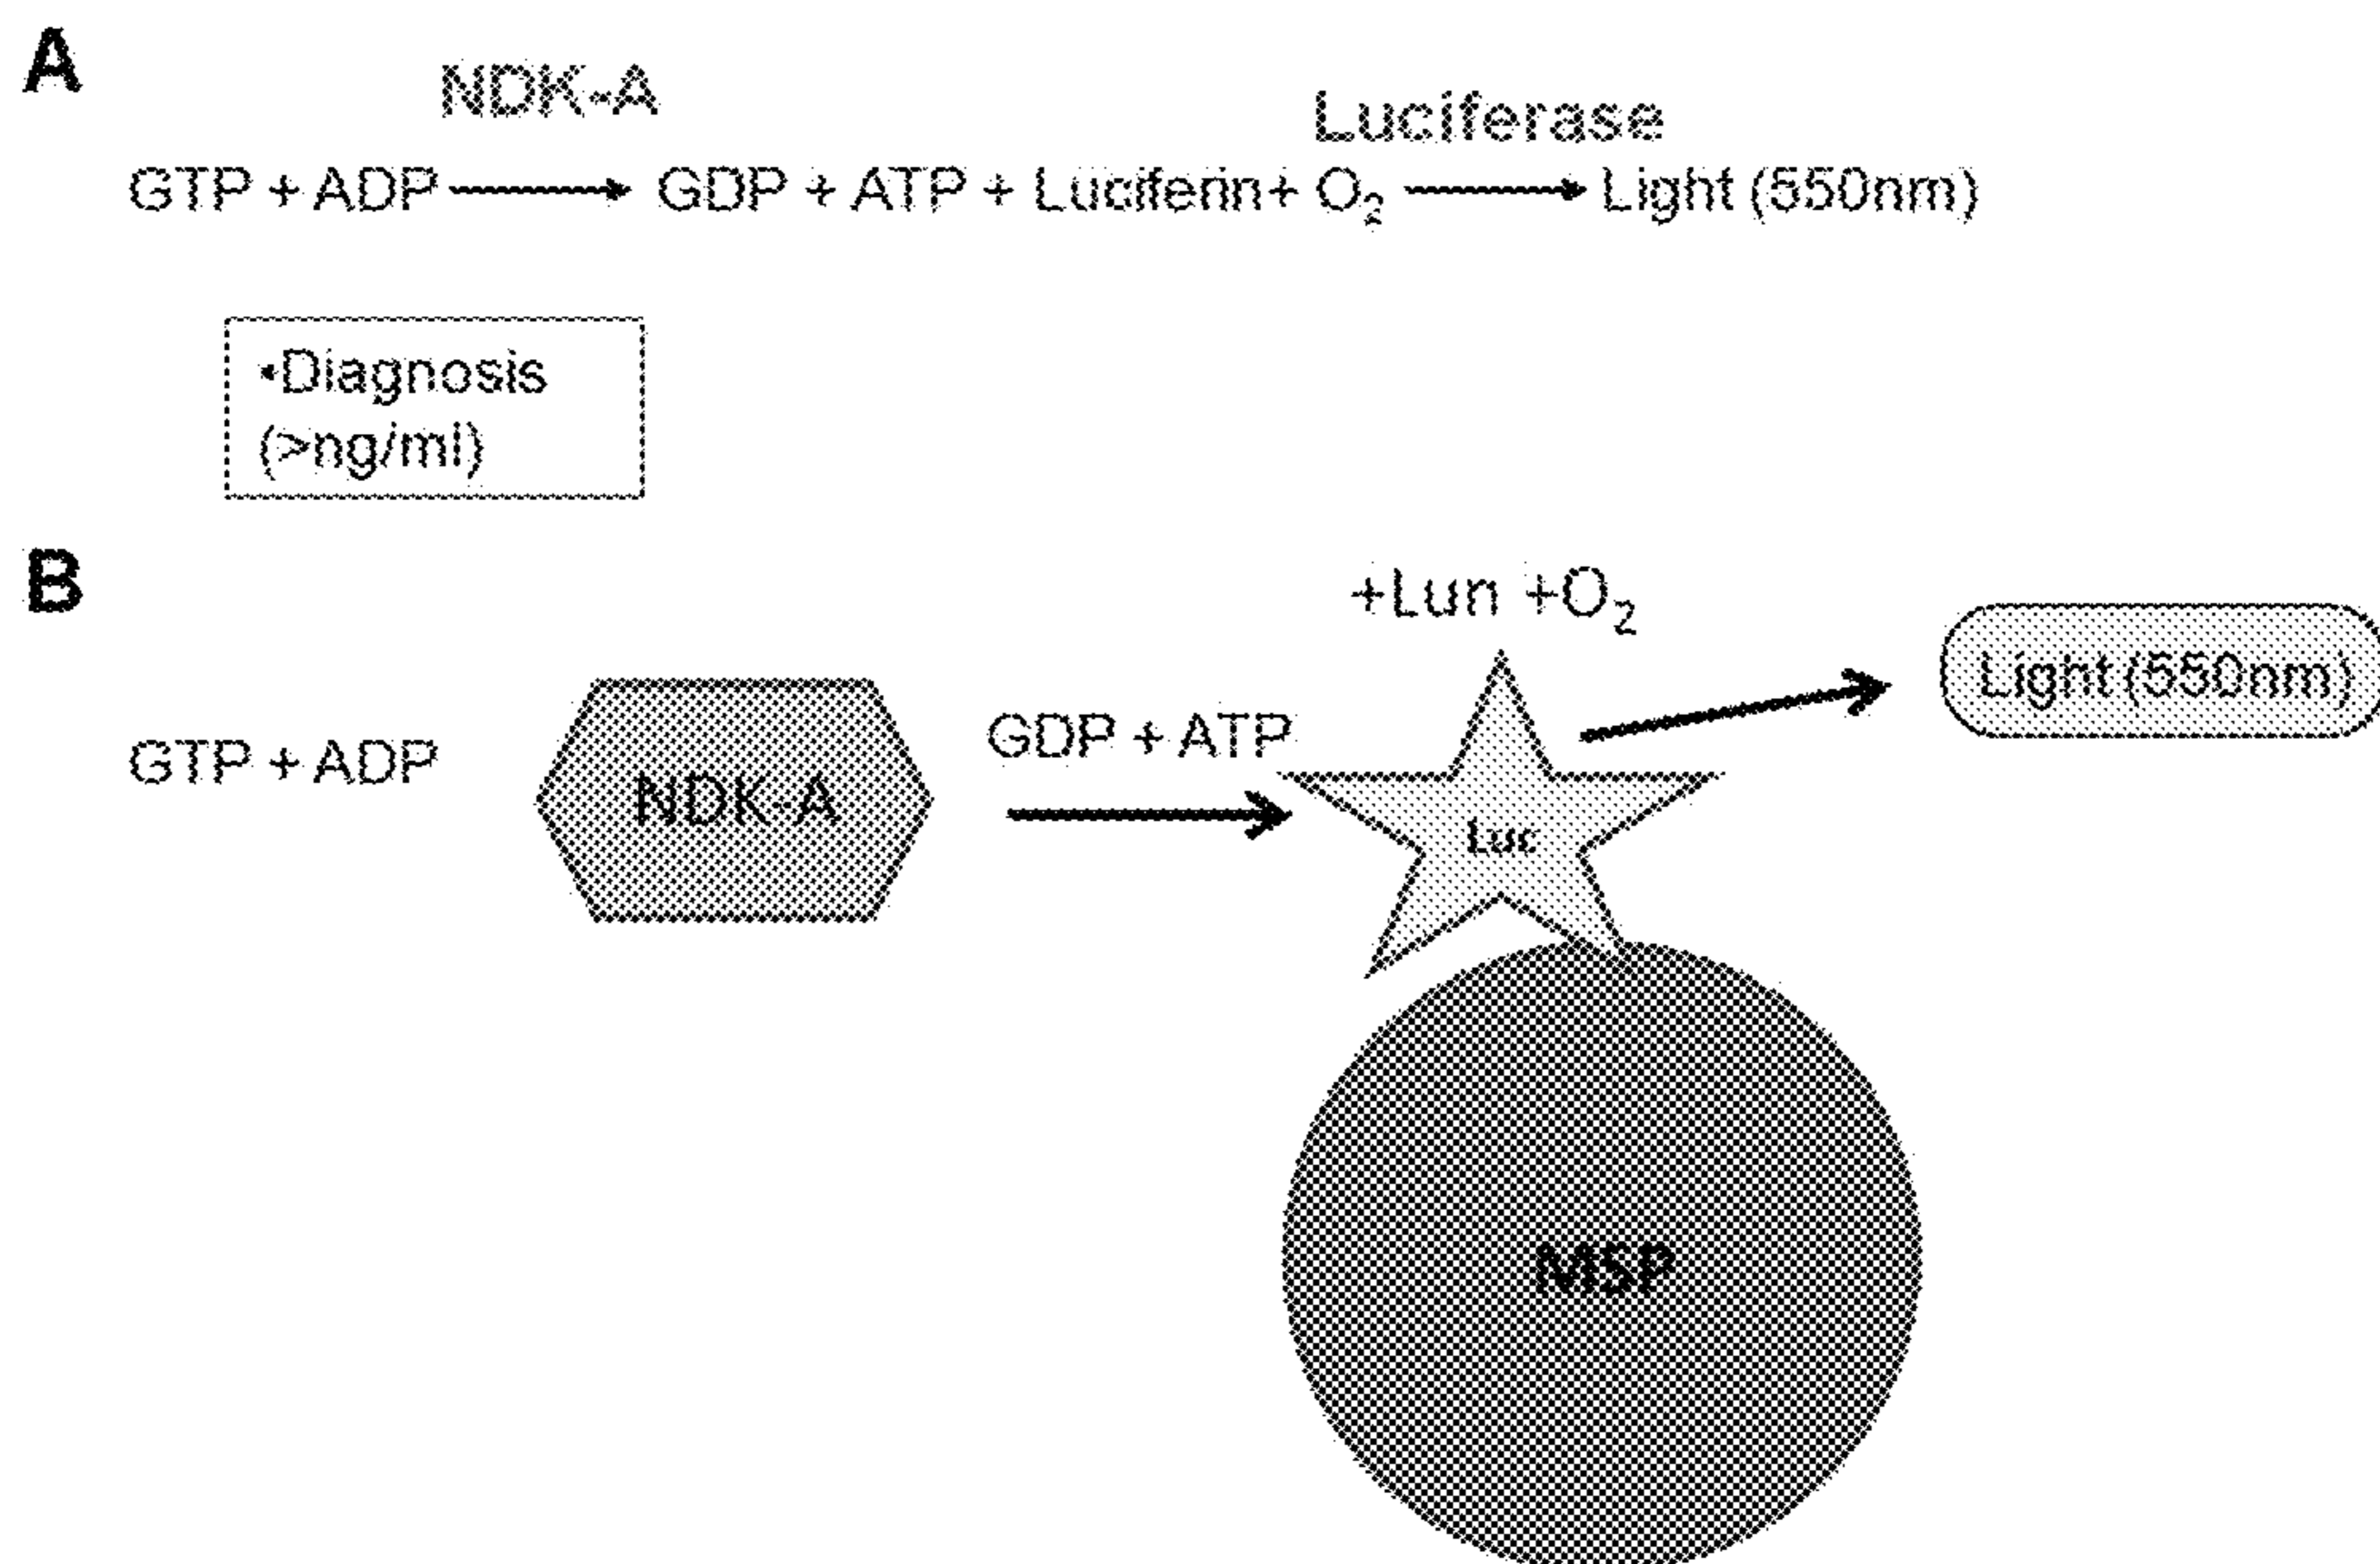 A
NDK-A
Luciferase
GTP + ADP → GDP + ATP + Luciferin+ O₂ → Light (550nm)
•Diagnosis
(>ng/ml)
B
+Lun +O₂
Light (550nm)
GDP + ATP
GTP + ADP
NDK-A
Luc
MSP